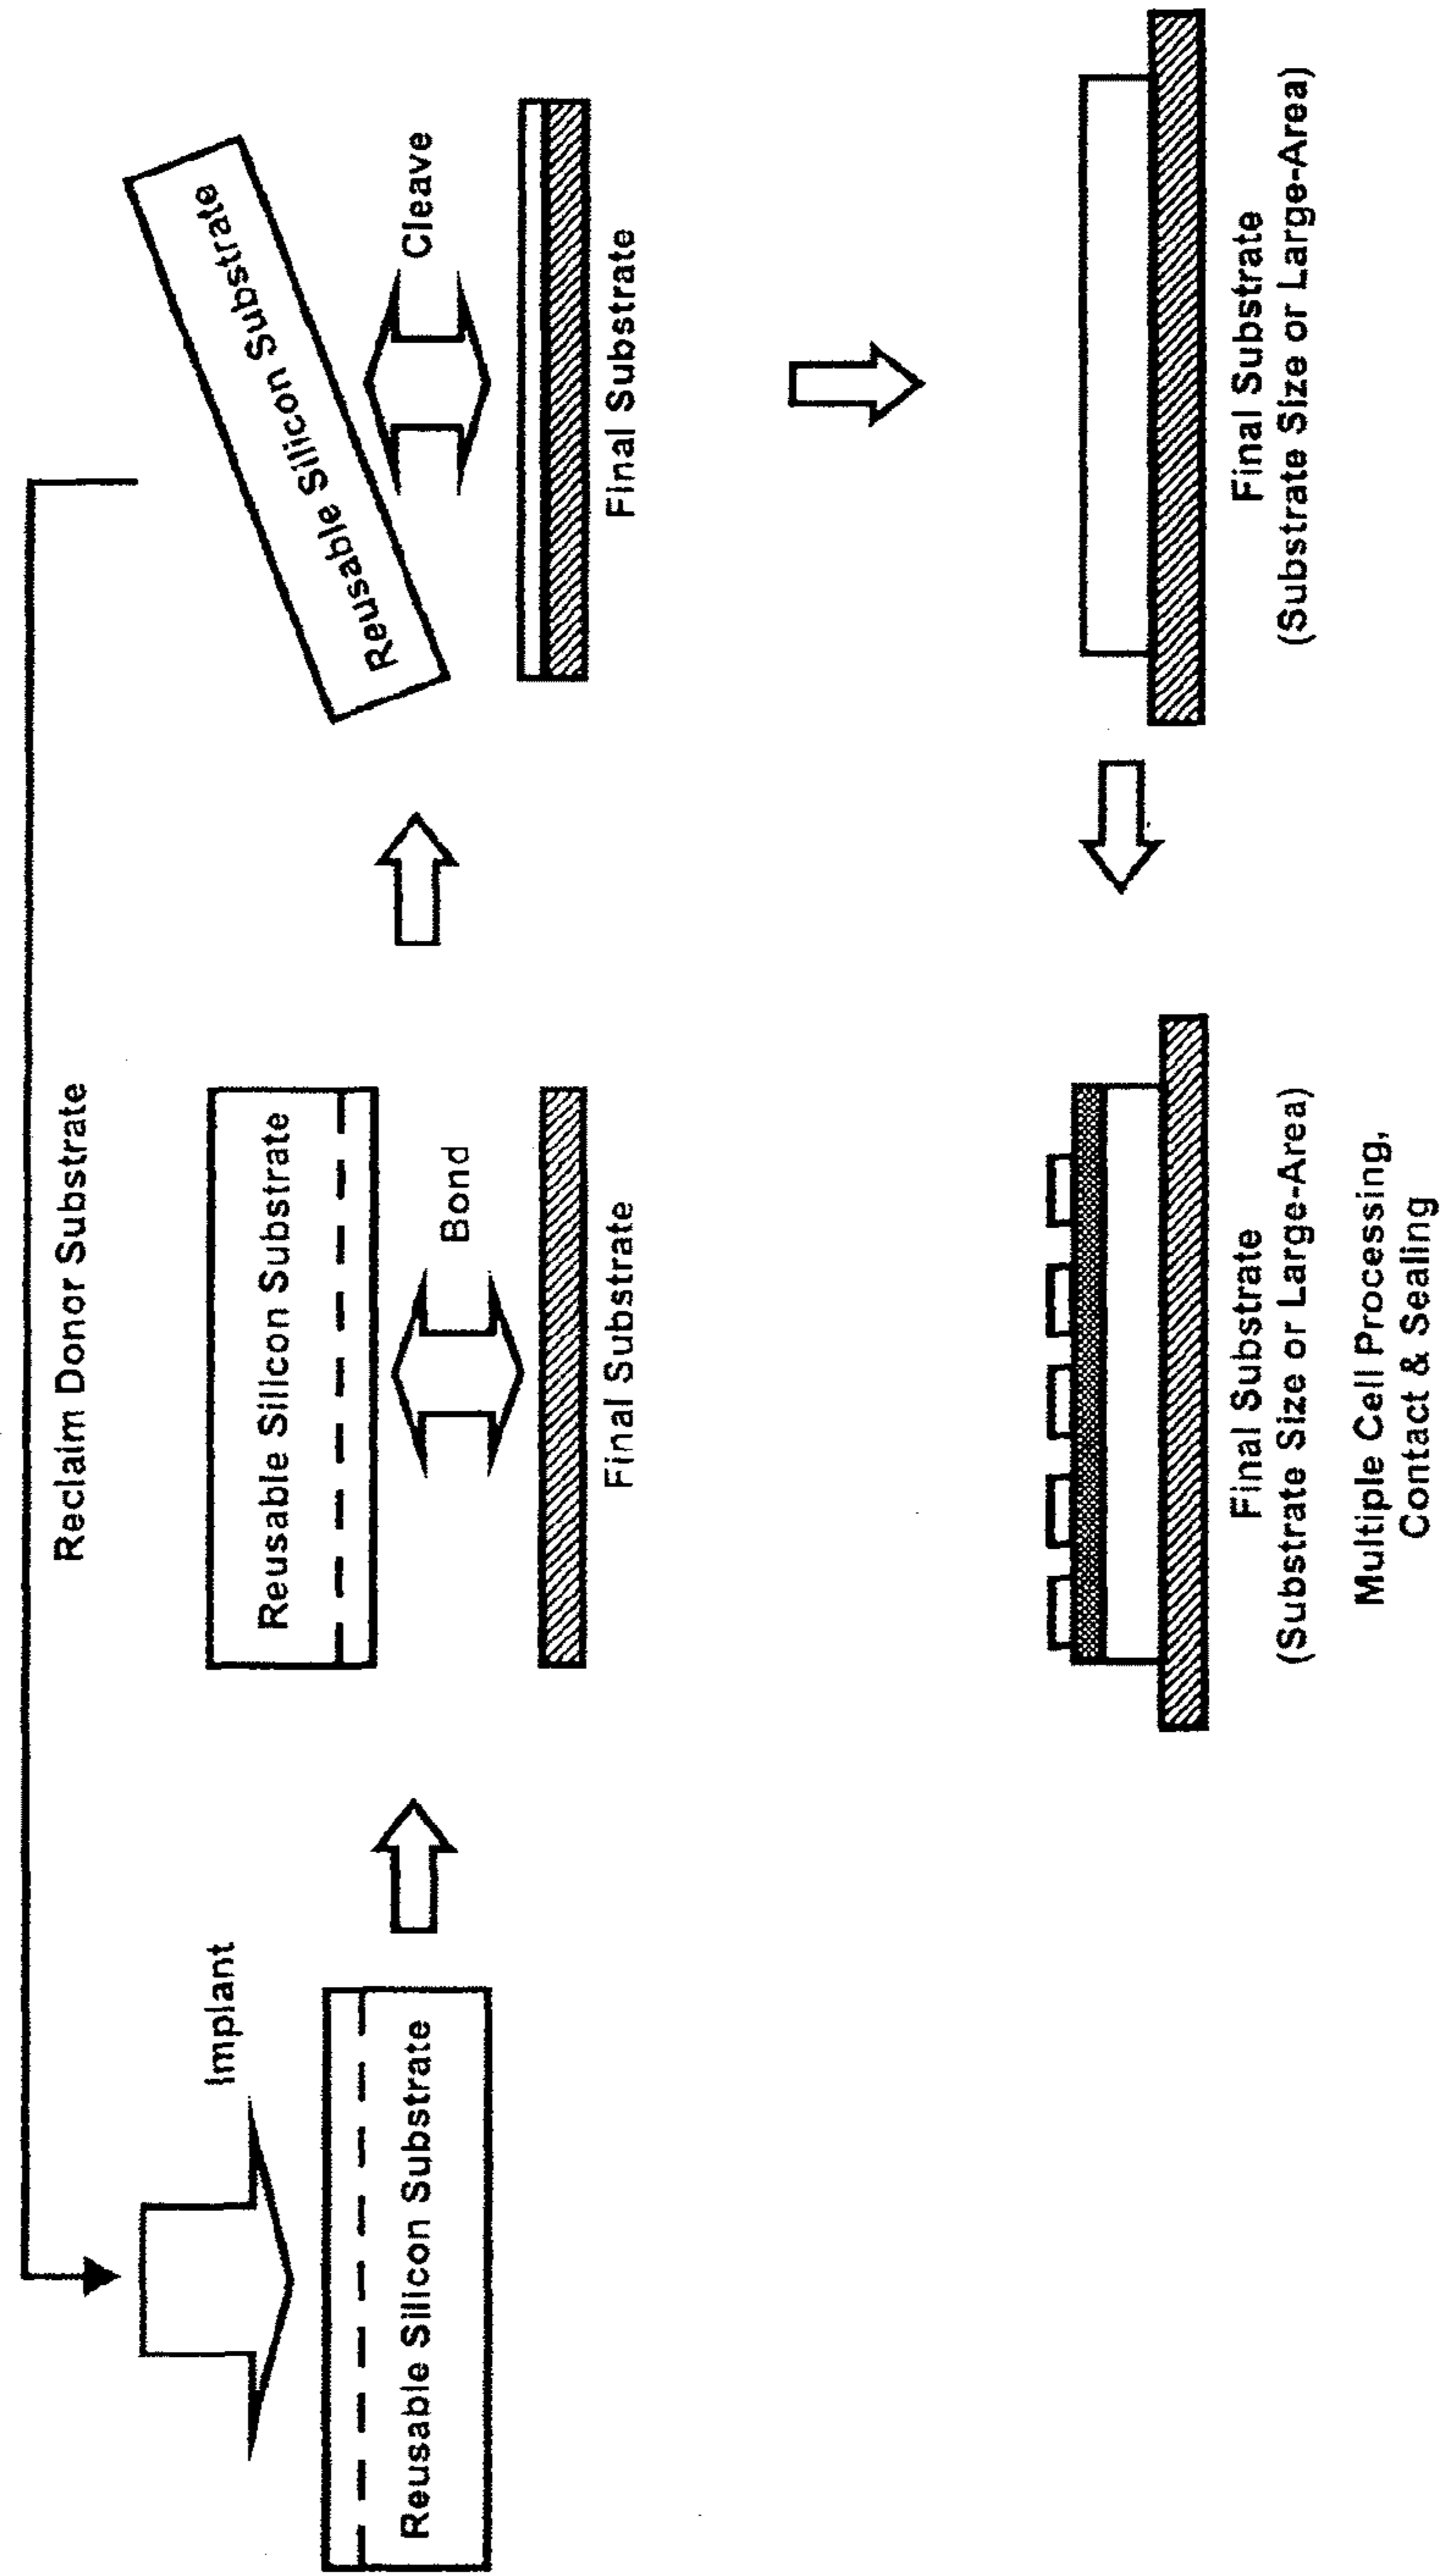 Reclaim Donor Substrate
Implant
Reusable Silicon Substrate
Reusable Silicon Substrate
Bond
Final Substrate
Reusable Silicon Substrate
Cleave
Final Substrate
Final Substrate
(Substrate Size or Large-Area)
Final Substrate
(Substrate Size or Large-Area)
Multiple Cell Processing,
Contact & Sealing